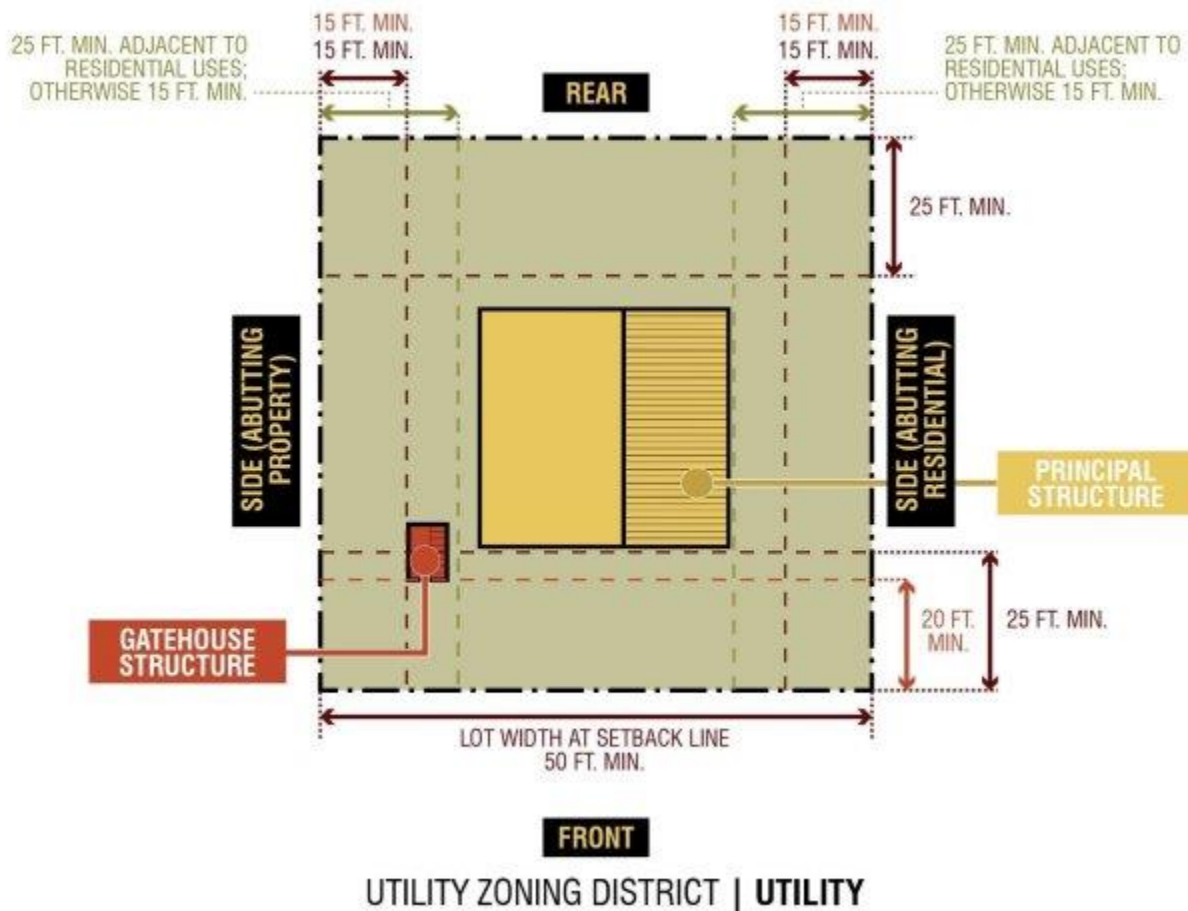 15 FT. MIN.
15 FT. MIN.
25 FT. MIN. ADJACENT TO
RESIDENTIAL USES;
OTHERWISE 15 FT. MIN.
REAR
15 FT. MIN.
15 FT. MIN.
25 FT. MIN. ADJACENT TO
RESIDENTIAL USES;
OTHERWISE 15 FT. MIN.
25 FT. MIN.
SIDE (ABUTTING
PROPERTY)
SIDE (ABUTTING
RESIDENTIAL)
PRINCIPAL
STRUCTURE
GATEHOUSE
STRUCTURE
20 FT.
MIN.
25 FT. MIN.
LOT WIDTH AT SETBACK LINE
50 FT. MIN.
FRONT
UTILITY ZONING DISTRICT | UTILITY